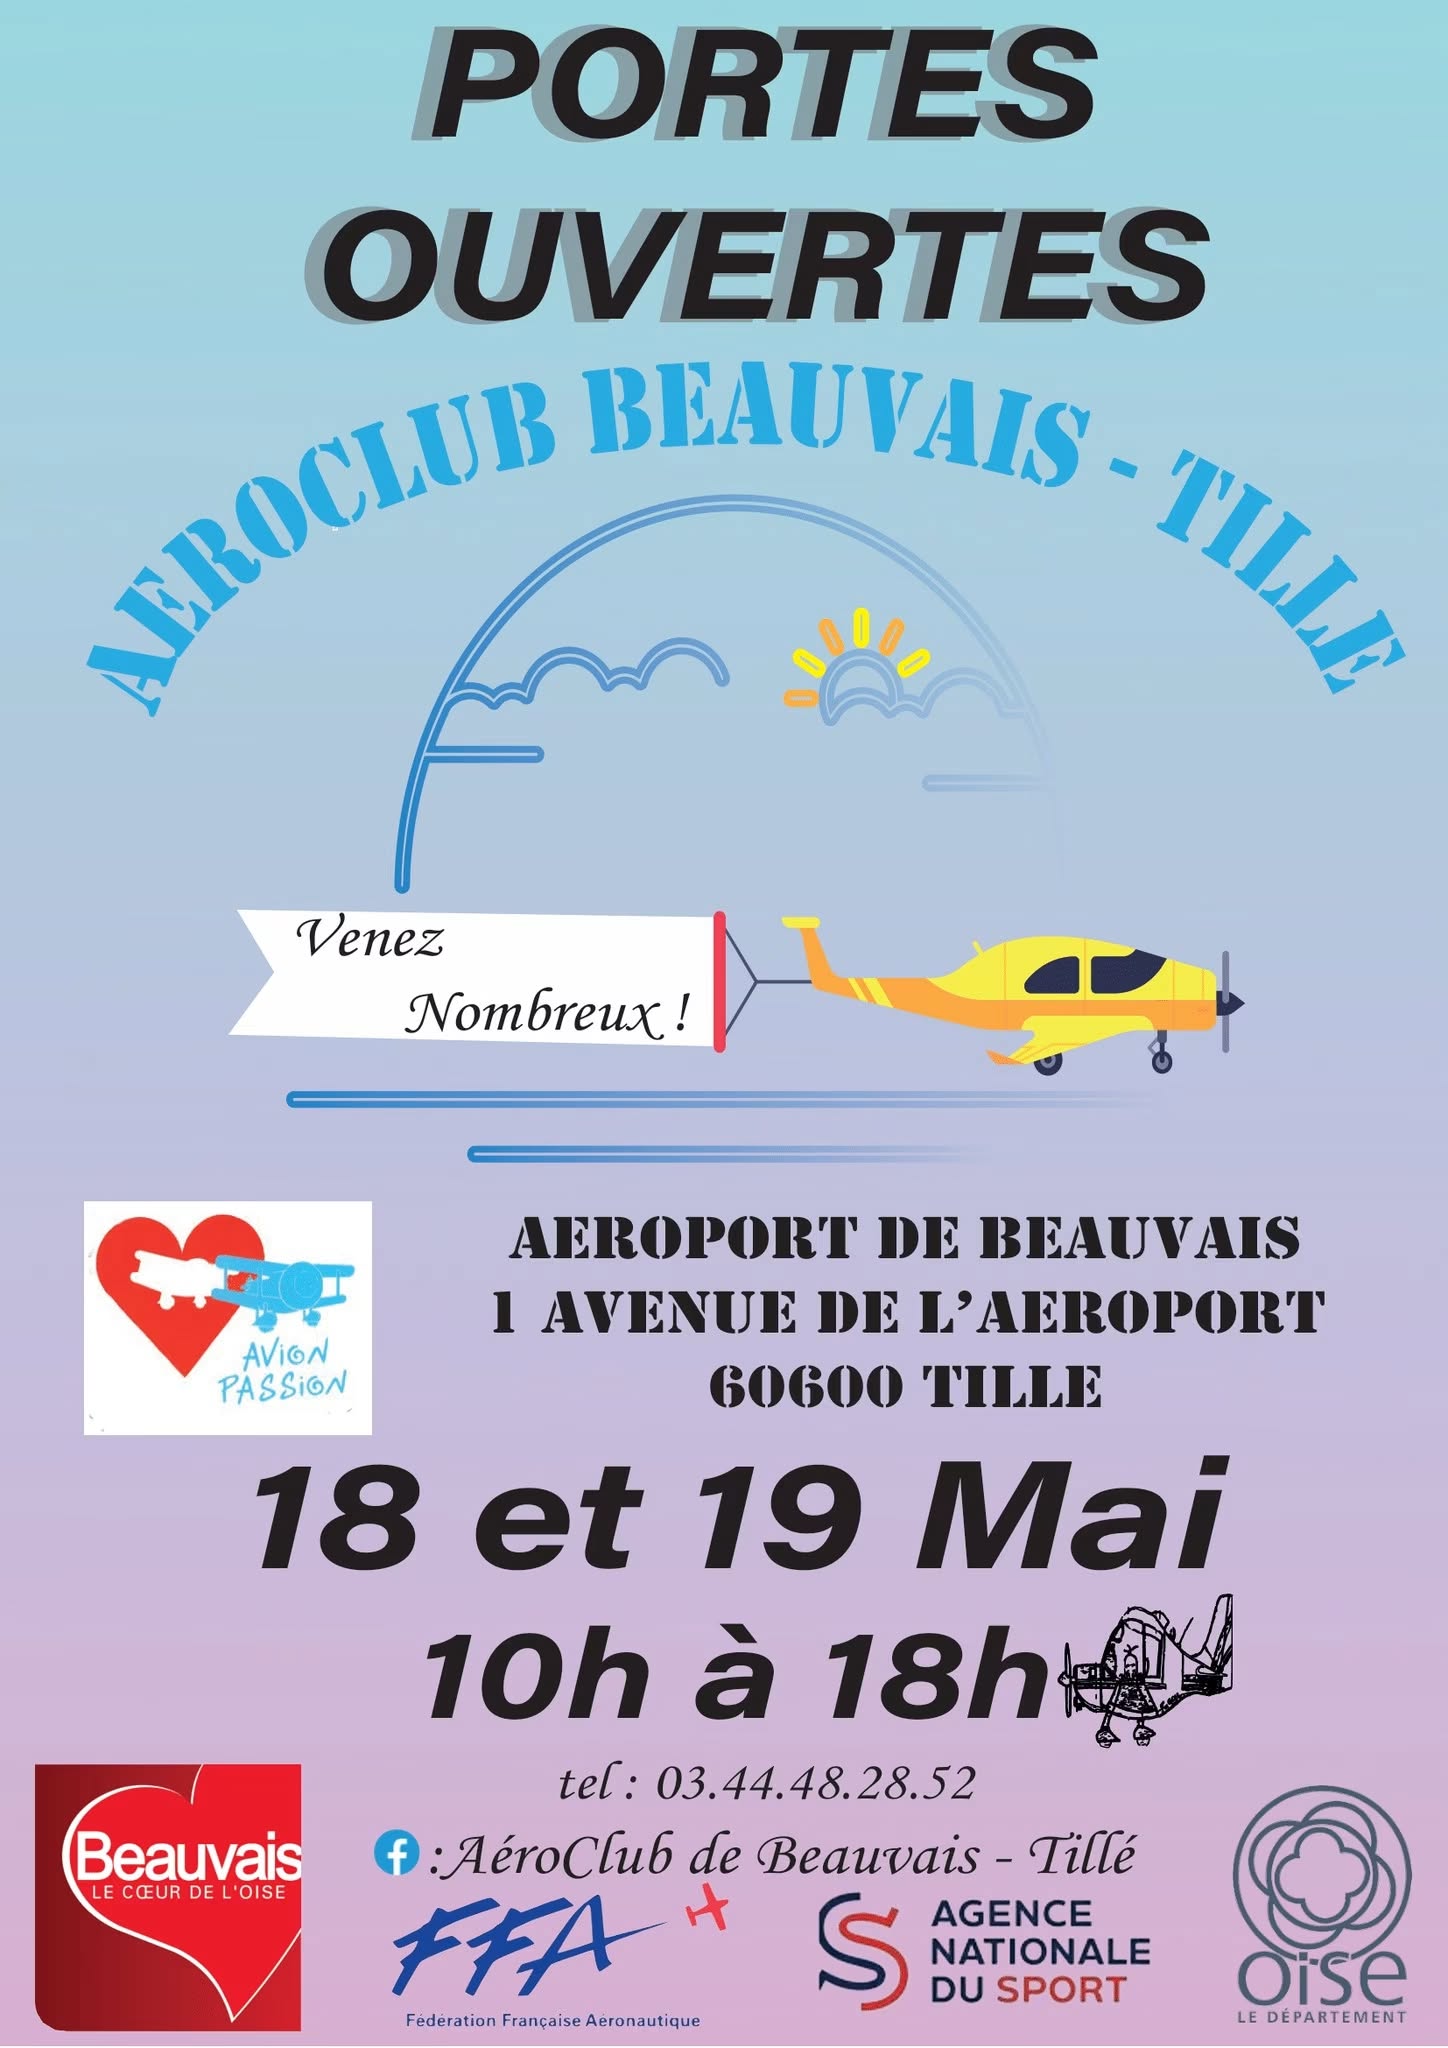 PORTES
OUVERTES
AEROCLUB BEAUVAIS - TILLE
Venez
Nombreux !
AVION
PASSION
AEROPORT DE BEAUVAIS
1 AVENUE DE L'AEROPORT
60600 TILLE
18 et 19 Mai
10h à 18h
tel : 03.44.48.28.52
: AéroClub de Beauvais - Tillé
Beauvais
LE CŒUR DE L'OISE
FFA
Fédération Française Aéronautique
AGENCE
NATIONALE
DU SPORT
oise
LE DÉPARTEMENT